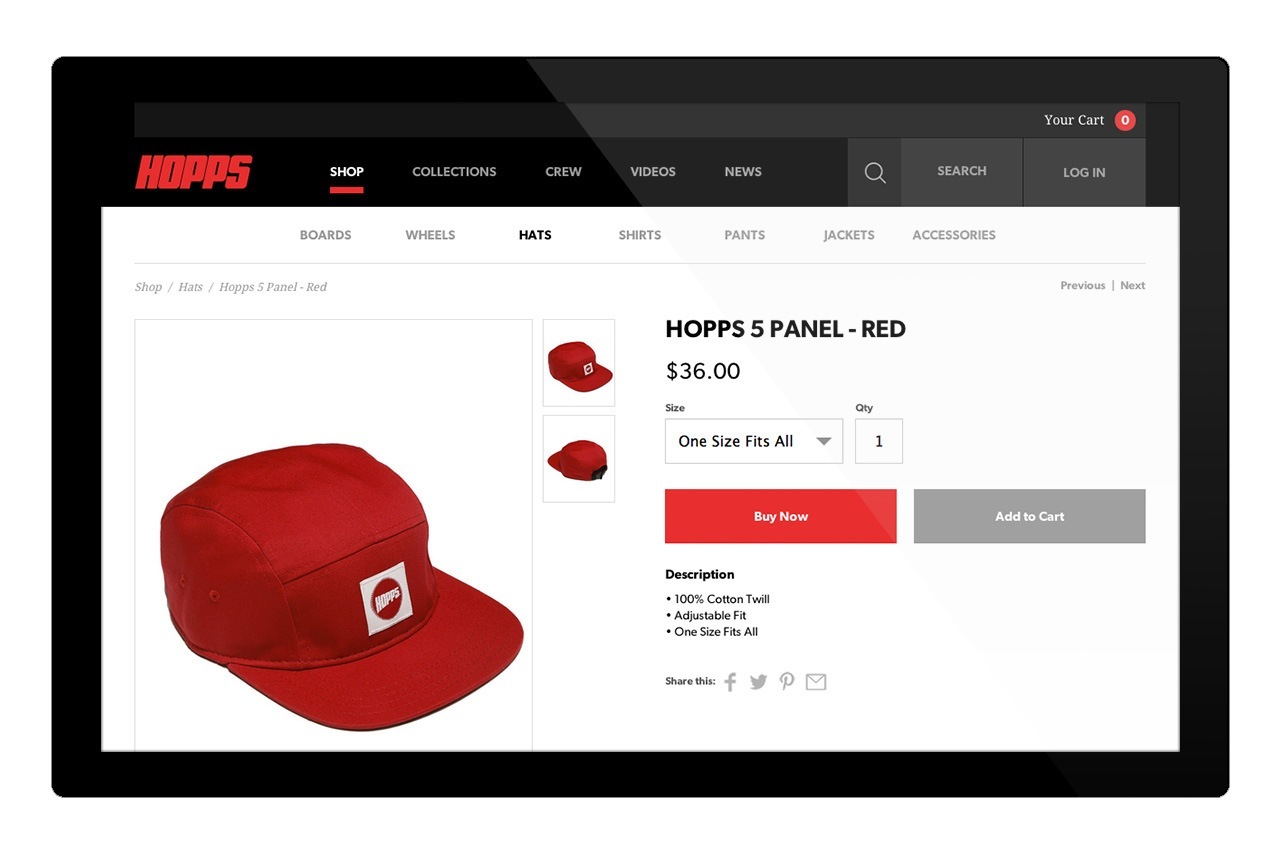 Your Cart 0
HOPPS SHOP COLLECTIONS CREW VIDEOS NEWS SEARCH LOG IN
BOARDS WHEELS HATS SHIRTS PANTS JACKETS ACCESSORIES
Shop / Hats / Hopps 5 Panel - Red
Previous | Next
HOPPS 5 PANEL - RED
$36.00
Size Qty
One Size Fits All 1
Buy Now Add to Cart
Description
• 100% Cotton Twill
• Adjustable Fit
• One Size Fits All
Share this:
HOPPS